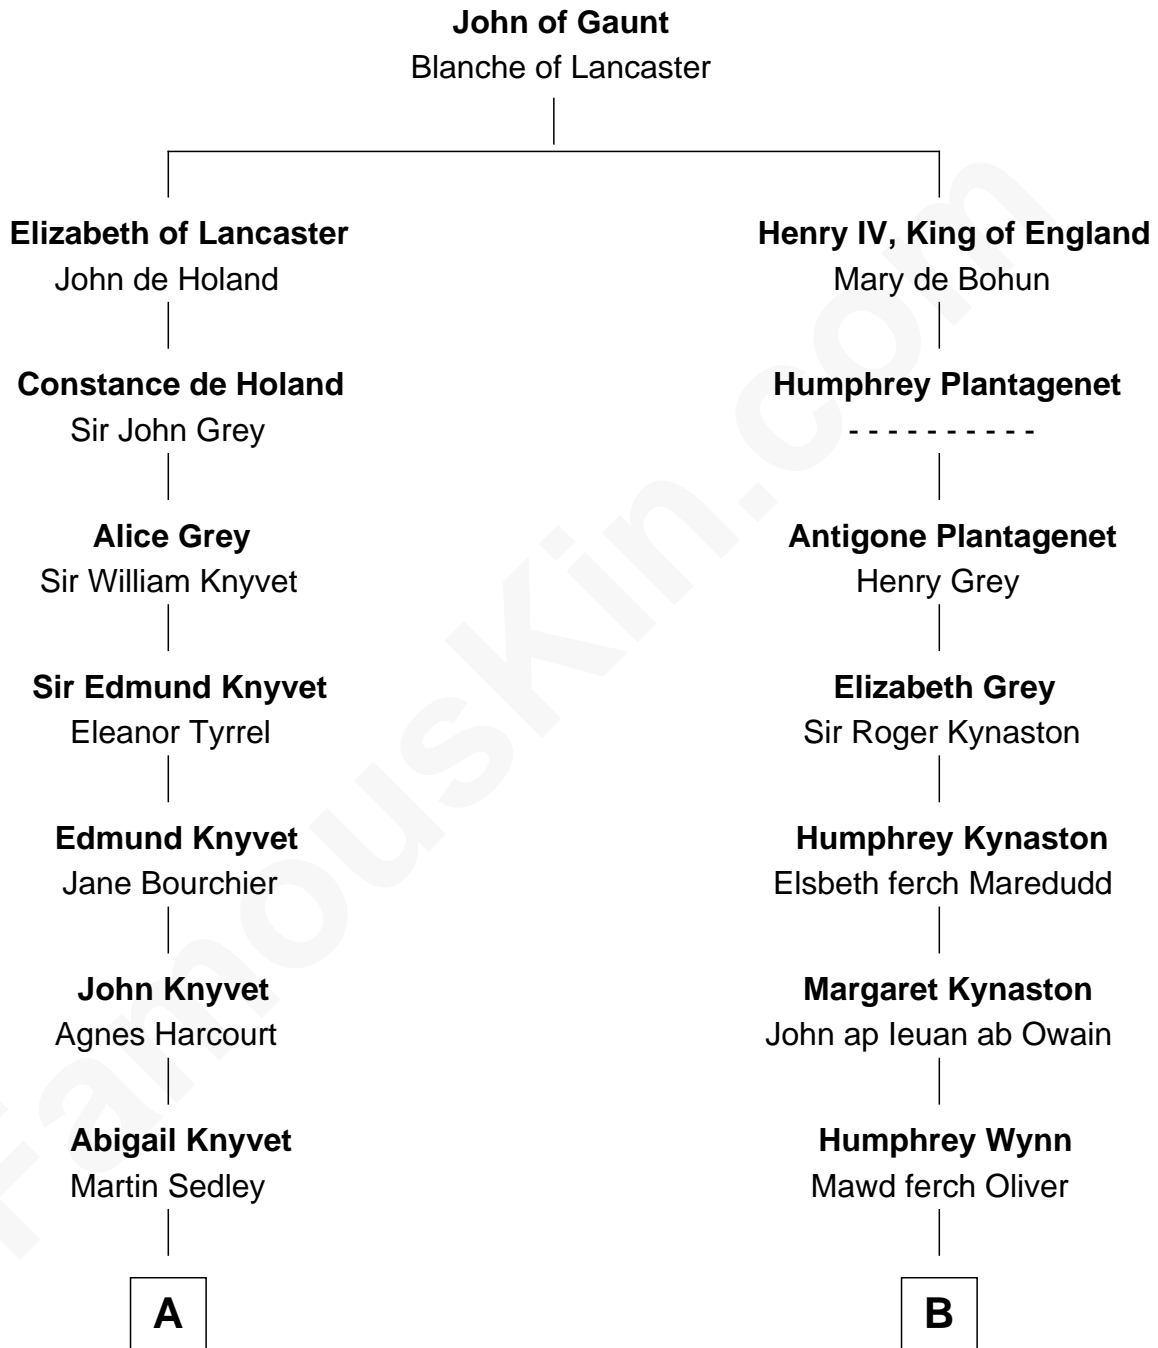 John of Gaunt
Blanche of Lancaster
Elizabeth of Lancaster
John de Holand
Henry IV, King of England
Mary de Bohun
Constance de Holand
Sir John Grey
Humphrey Plantagenet
- - - - - - - - - -
Alice Grey
Sir William Knyvet
Antigone Plantagenet
Henry Grey
Sir Edmund Knyvet
Eleanor Tyrrel
Elizabeth Grey
Sir Roger Kynaston
Edmund Knyvet
Jane Bourchier
Humphrey Kynaston
Elsbeth ferch Maredudd
John Knyvet
Agnes Harcourt
Margaret Kynaston
John ap Ieuan ab Owain
Abigail Knyvet
Martin Sedley
Humphrey Wynn
Mawd ferch Oliver
A
B
FamousKin.com